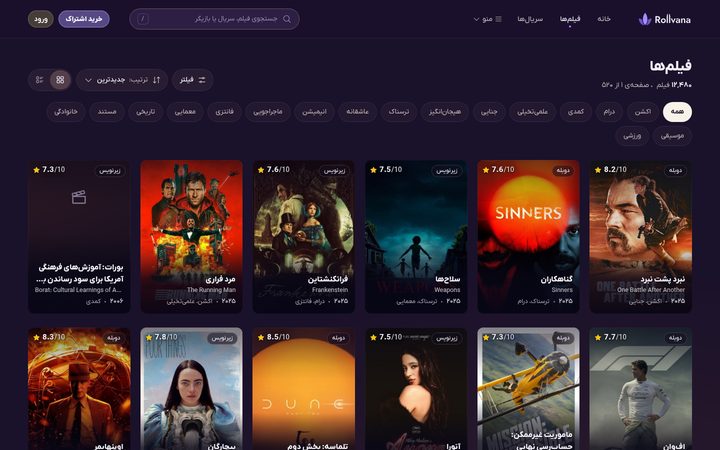 Rollvana
خانه
فیلم‌ها
سریال‌ها
منو
جستجوی فیلم، سریال یا بازیگر
/
خرید اشتراک
ورود
فیلم‌ها
۱۲,۴۸۰ فیلم ، صفحه‌ی ۱ از ۵۲۰
فیلتر
ترتیب: جدیدترین
همه
اکشن
درام
کمدی
علمی‌تخیلی
جنایی
هیجان‌انگیز
ترسناک
عاشقانه
انیمیشن
ماجراجویی
فانتزی
معمایی
تاریخی
مستند
خانوادگی
موسیقی
ورزشی
دوبله
8.2/10
نبرد پشت نبرد
One Battle After Another
۲۰۲۵ • اکشن، جنایی
دوبله
7.6/10
SINNERS
گناهکاران
Sinners
۲۰۲۵ • ترسناک، درام
زیرنویس
7.5/10
سلاح‌ها
Weapons
۲۰۲۵ • ترسناک، معمایی
زیرنویس
7.6/10
فرانکنشتاین
Frankenstein
۲۰۲۵ • درام، فانتزی
مرد فراری
The Running Man
۲۰۲۵ • اکشن، علمی‌تخیلی
زیرنویس
7.3/10
بورات: آموزش‌های فرهنگی
آمریکا برای سود رساندن بـ...
Borat: Cultural Learnings of A...
۲۰۰۶ • کمدی
دوبله
7.7/10
اف‌وان
دوبله
7.3/10
MISSION:
ماموریت غیرممکن:
حساب‌رسی نهایی
زیرنویس
7.5/10
آنورا
دوبله
8.5/10
DUNE
تلماسه: بخش دوم
زیرنویس
7.8/10
POOR THINGS
بیچارگان
دوبله
8.3/10
اوپنهایمر